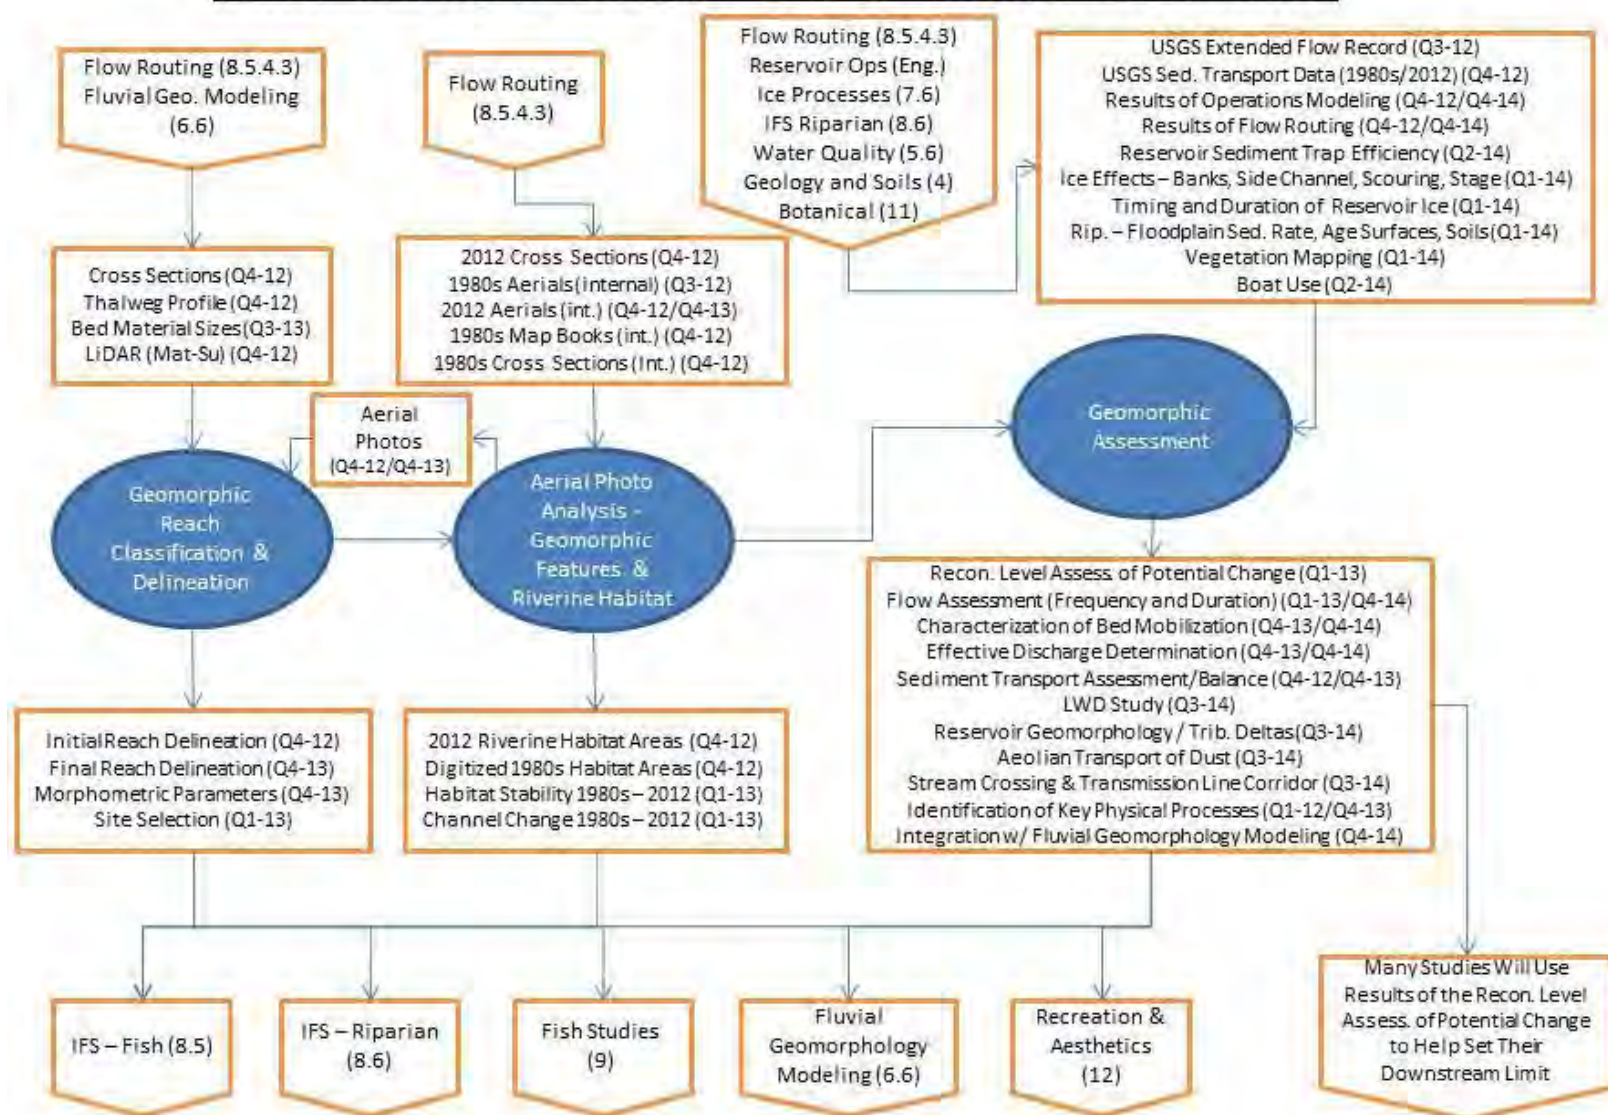 Flow Routing (8.5.4.3)
Fluvial Geo. Modeling
(6.6)
Flow Routing
(8.5.4.3)
Flow Routing (8.5.4.3)
Reservoir Ops (Eng.)
Ice Processes (7.6)
IFS Riparian (8.6)
Water Quality (5.6)
Geology and Soils (4)
Botanical (11)
USGS Extended Flow Record (Q3-12)
USGS Sed. Transport Data (1980s/2012) (Q4-12)
Results of Operations Modeling (Q4-12/Q4-14)
Results of Flow Routing (Q4-12/Q4-14)
Reservoir Sediment Trap Efficiency (Q2-14)
Ice Effects – Banks, Side Channel, Scouring, Stage (Q1-14)
Timing and Duration of Reservoir Ice (Q1-14)
Rip. – Floodplain Sed. Rate, Age Surfaces, Soils (Q1-14)
Vegetation Mapping (Q1-14)
Boat Use (Q2-14)
Cross Sections (Q4-12)
Thalweg Profile (Q4-12)
Bed Material Sizes (Q3-13)
LiDAR (Mat-Su) (Q4-12)
2012 Cross Sections (Q4-12)
1980s Aerials (internal) (Q3-12)
2012 Aerials (int.) (Q4-12/Q4-13)
1980s Map Books (int.) (Q4-12)
1980s Cross Sections (Int.) (Q4-12)
Aerial
Photos
(Q4-12/Q4-13)
Geomorphic
Reach
Classification &
Delineation
Aerial Photo
Analysis -
Geomorphic
Features &
Riverine Habitat
Geomorphic
Assessment
Initial Reach Delineation (Q4-12)
Final Reach Delineation (Q4-13)
Morphometric Parameters (Q4-13)
Site Selection (Q1-13)
2012 Riverine Habitat Areas (Q4-12)
Digitized 1980s Habitat Areas (Q4-12)
Habitat Stability 1980s – 2012 (Q1-13)
Channel Change 1980s – 2012 (Q1-13)
Recon. Level Assess. of Potential Change (Q1-13)
Flow Assessment (Frequency and Duration) (Q1-13/Q4-14)
Characterization of Bed Mobilization (Q4-13/Q4-14)
Effective Discharge Determination (Q4-13/Q4-14)
Sediment Transport Assessment/Balance (Q4-12/Q4-13)
LWD Study (Q3-14)
Reservoir Geomorphology / Trib. Deltas (Q3-14)
Aeolian Transport of Dust (Q3-14)
Stream Crossing & Transmission Line Corridor (Q3-14)
Identification of Key Physical Processes (Q1-12/Q4-13)
Integration w/ Fluvial Geomorphology Modeling (Q4-14)
IFS – Fish (8.5)
IFS – Riparian
(8.6)
Fish Studies
(9)
Fluvial
Geomorphology
Modeling (6.6)
Recreation &
Aesthetics
(12)
Many Studies Will Use
Results of the Recon. Level
Assess. of Potential Change
to Help Set Their
Downstream Limit